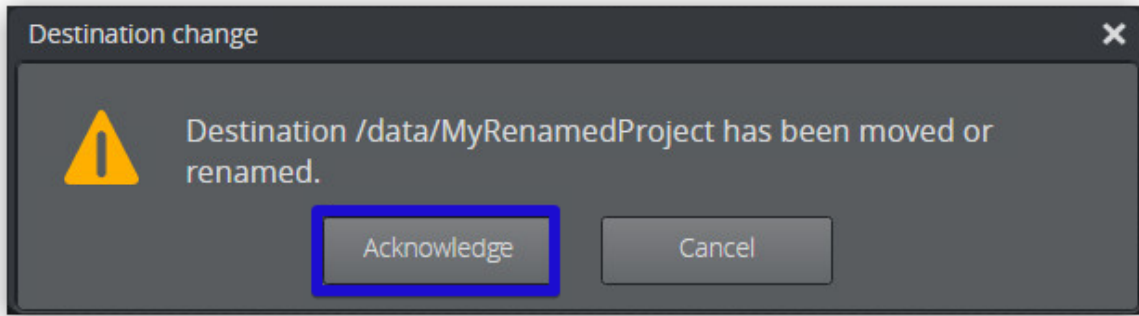 Destination change
Destination /data/MyRenamedProject has been moved or
renamed.
Acknowledge
Cancel